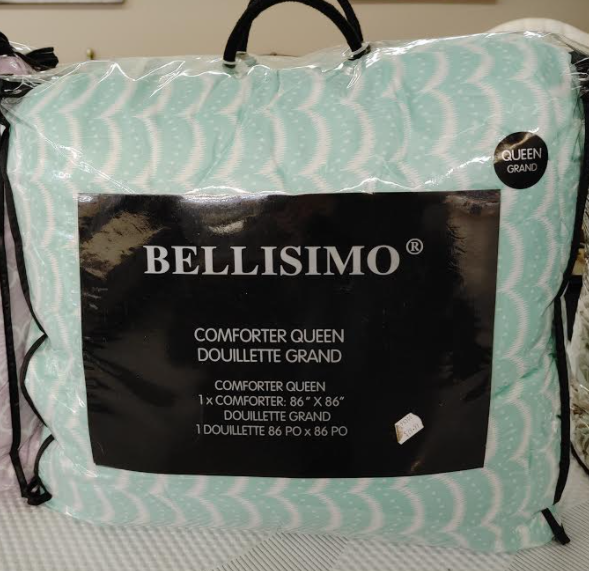 QUEEN
GRAND
BELLISIMO®
COMFORTER QUEEN
DOUILLETTE GRAND
COMFORTER QUEEN
1 x COMFORTER: 86" X 86"
DOUILLETTE GRAND
1 DOUILLETTE 86 PO x 86 PO